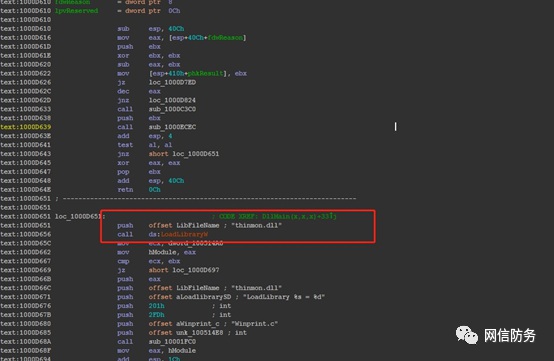 text:1000D610 fdwReason = dword ptr 8
text:1000D610 lpvReserved = dword ptr 0Ch
text:1000D610
text:1000D610 sub esp, 40Ch
text:1000D616 mov eax, [esp+40Ch+fdwReason]
text:1000D61D push ebx
text:1000D61E xor ebx, ebx
text:1000D620 sub eax, ebx
text:1000D622 mov [esp+410h+phkResult], ebx
text:1000D626 jz loc_1000D7ED
text:1000D62C dec eax
text:1000D62D jnz loc_1000D824
text:1000D633 call sub_1000C3C0
text:1000D638 push ebx
text:1000D639 call sub_1000ECEC
text:1000D63E add esp, 4
text:1000D641 test al, al
text:1000D643 jnz short loc_1000D651
text:1000D645 xor eax, eax
text:1000D647 pop ebx
text:1000D648 add esp, 40Ch
text:1000D64E retn 0Ch
text:1000D651 ; ---------------------------------------------------------------------------
text:1000D651
text:1000D651 loc_1000D651: ; CODE XREF: DllMain(x,x,x)+33↑j
text:1000D651 push offset LibFileName ; "thinmon.dll"
text:1000D656 call ds:LoadLibraryW
text:1000D65C mov ecx, dword_100514A8
text:1000D662 mov hModule, eax
text:1000D667 cmp ecx, ebx
text:1000D669 jz short loc_1000D697
text:1000D66B push eax
text:1000D66C push offset LibFileName ; "thinmon.dll"
text:1000D671 push offset aLoadlibrarySD ; "LoadLibrary %s = %d"
text:1000D676 push 201h ; int
text:1000D67B push 2FDh ; int
text:1000D680 push offset aWinprint_c ; "Winprint.c"
text:1000D685 push offset unk_100514E8 ; int
text:1000D68A call sub_10001FC0
text:1000D68F mov eax, hModule
text:1000D694 add esp, 1Ch
网信防务